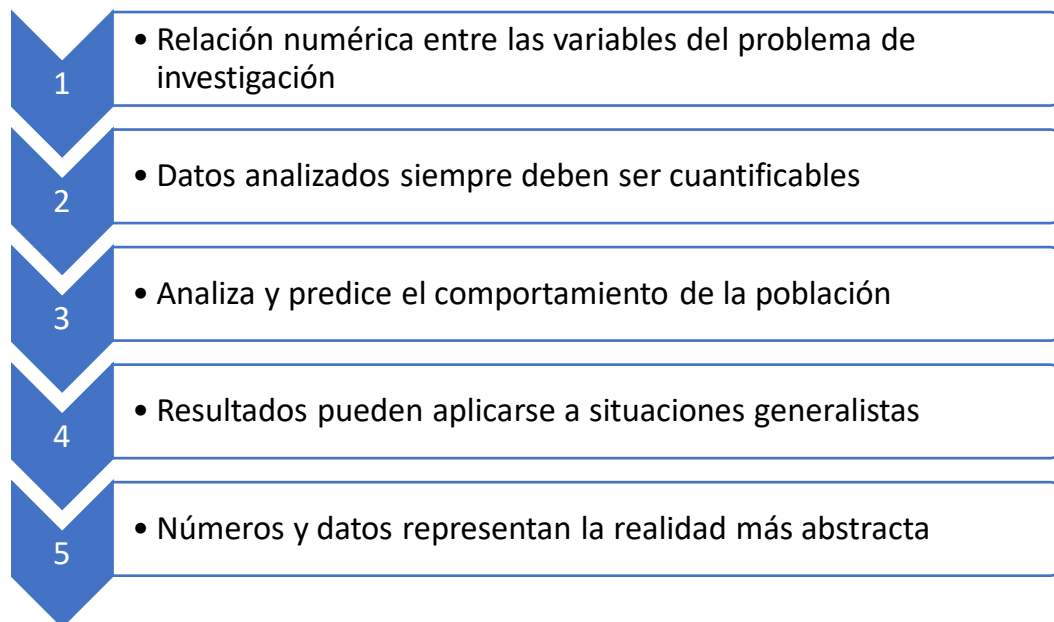 1
• Relación numérica entre las variables del problema de
investigación
2
• Datos analizados siempre deben ser cuantificables
3
• Analiza y predice el comportamiento de la población
4
• Resultados pueden aplicarse a situaciones generalistas
5
• Números y datos representan la realidad más abstracta